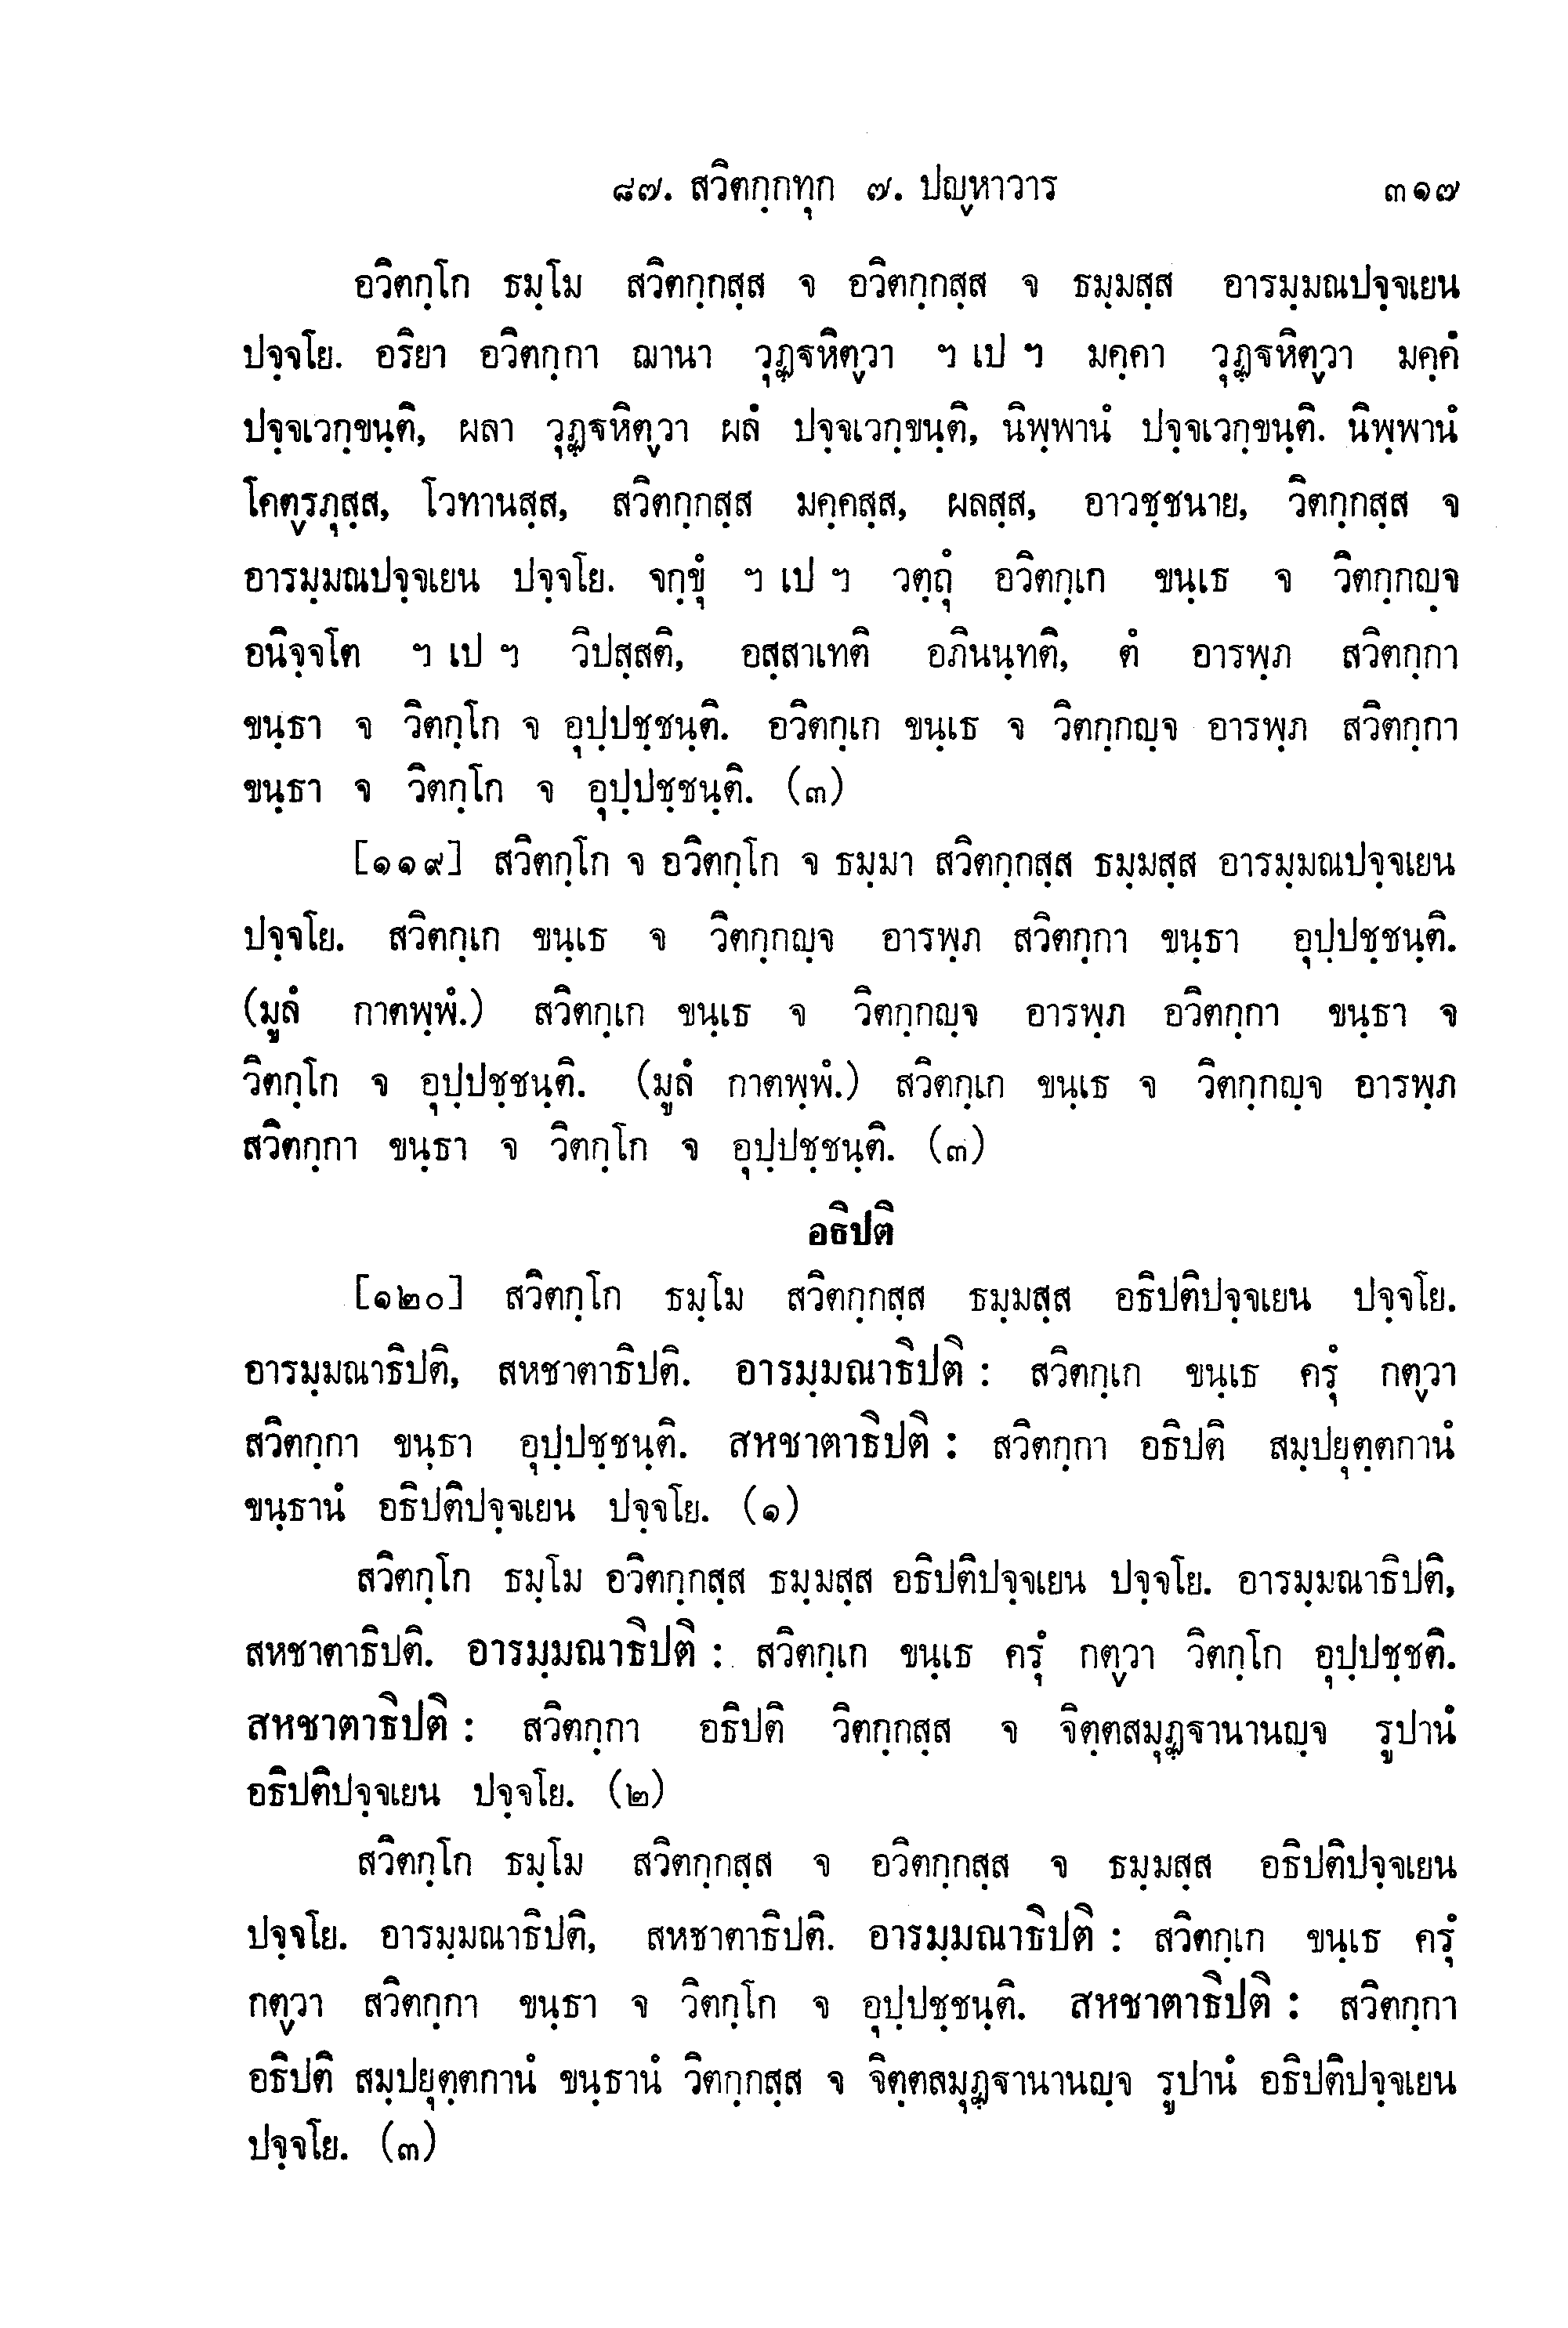 ๘๗. สวิตกฺกทุก ๗. ปญฺหาวาร ๓๑๗
อวิตกฺโก ธมฺโม สวิตกฺกสฺส จ อวิตกฺกสฺส จ ธมฺมสฺส อารมฺมณปจฺจเยน
ปจฺจโย. อริยา อวิตกฺกา ฌานา วุฏฺฐหิตฺวา ฯ เป ฯ มคฺคา วุฏฺฐหิตฺวา มคฺคํ
ปจฺจเวกฺขนฺติ, ผลา วุฏฺฐหิตฺวา ผลํ ปจฺจเวกฺขนฺติ, นิพฺพานํ ปจฺจเวกฺขนฺติ. นิพฺพานํ
โคตฺรภุสฺส, โวทานสฺส, สวิตกฺกสฺส มคฺคสฺส, ผลสฺส, อาวชฺชนาย, วิตกฺกสฺส จ
อารมฺมณปจฺจเยน ปจฺจโย. จกฺขุํ ฯ เป ฯ วตฺถุํ อวิตกฺเก ขนฺเธ จ วิตกฺกญฺจ
อนิจฺจโต ฯ เป ฯ วิปสฺสติ, อสฺสาเทติ อภินนฺทติ, ตํ อารพฺภ สวิตกฺกา
ขนฺธา จ วิตกฺโก จ อุปฺปชฺชนฺติ. อวิตกฺเก ขนฺเธ จ วิตกฺกญฺจ อารพฺภ สวิตกฺกา
ขนฺธา จ วิตกฺโก จ อุปฺปชฺชนฺติ. (๓)
[๑๑๙] สวิตกฺโก จ อวิตกฺโก จ ธมฺมา สวิตกฺกสฺส ธมฺมสฺส อารมฺมณปจฺจเยน
ปจฺจโย. สวิตกฺเก ขนฺเธ จ วิตกฺกญฺจ อารพฺภ สวิตกฺกา ขนฺธา อุปฺปชฺชนฺติ.
(มูลํ กาตพฺพํ.) สวิตกฺเก ขนฺเธ จ วิตกฺกญฺจ อารพฺภ อวิตกฺกา ขนฺธา จ
วิตกฺโก จ อุปฺปชฺชนฺติ. (มูลํ กาตพฺพํ.) สวิตกฺเก ขนฺเธ จ วิตกฺกญฺจ อารพฺภ
สวิตกฺกา ขนฺธา จ วิตกฺโก จ อุปฺปชฺชนฺติ. (๓)
อธิปติ
[๑๒๐] สวิตกฺโก ธมฺโม สวิตกฺกสฺส ธมฺมสฺส อธิปติปจฺจเยน ปจฺจโย.
อารมฺมณาธิปติ, สหชาตาธิปติ. อารมฺมณาธิปติ : สวิตกฺเก ขนฺเธ ครุํ กตฺวา
สวิตกฺกา ขนฺธา อุปฺปชฺชนฺติ. สหชาตาธิปติ : สวิตกฺกา อธิปติ สมฺปยุตฺตกานํ
ขนฺธานํ อธิปติปจฺจเยน ปจฺจโย. (๑)
สวิตกฺโก ธมฺโม อวิตกฺกสฺส ธมฺมสฺส อธิปติปจฺจเยน ปจฺจโย. อารมฺมณาธิปติ,
สหชาตาธิปติ. อารมฺมณาธิปติ : สวิตกฺเก ขนฺเธ ครุํ กตฺวา วิตกฺโก อุปฺปชฺชติ.
สหชาตาธิปติ : สวิตกฺกา อธิปติ วิตกฺกสฺส จ จิตฺตสมุฏฺฐานานญฺจ รูปานํ
อธิปติปจฺจเยน ปจฺจโย. (๒)
สวิตกฺโก ธมฺโม สวิตกฺกสฺส จ อวิตกฺกสฺส จ ธมฺมสฺส อธิปติปจฺจเยน
ปจฺจโย. อารมฺมณาธิปติ, สหชาตาธิปติ. อารมฺมณาธิปติ : สวิตกฺเก ขนฺเธ ครุํ
กตฺวา สวิตกฺกา ขนฺธา จ วิตกฺโก จ อุปฺปชฺชนฺติ. สหชาตาธิปติ : สวิตกฺกา
อธิปติ สมฺปยุตฺตกานํ ขนฺธานํ วิตกฺกสฺส จ จิตฺตสมุฏฺฐานานญฺจ รูปานํ อธิปติปจฺจเยน
ปจฺจโย. (๓)